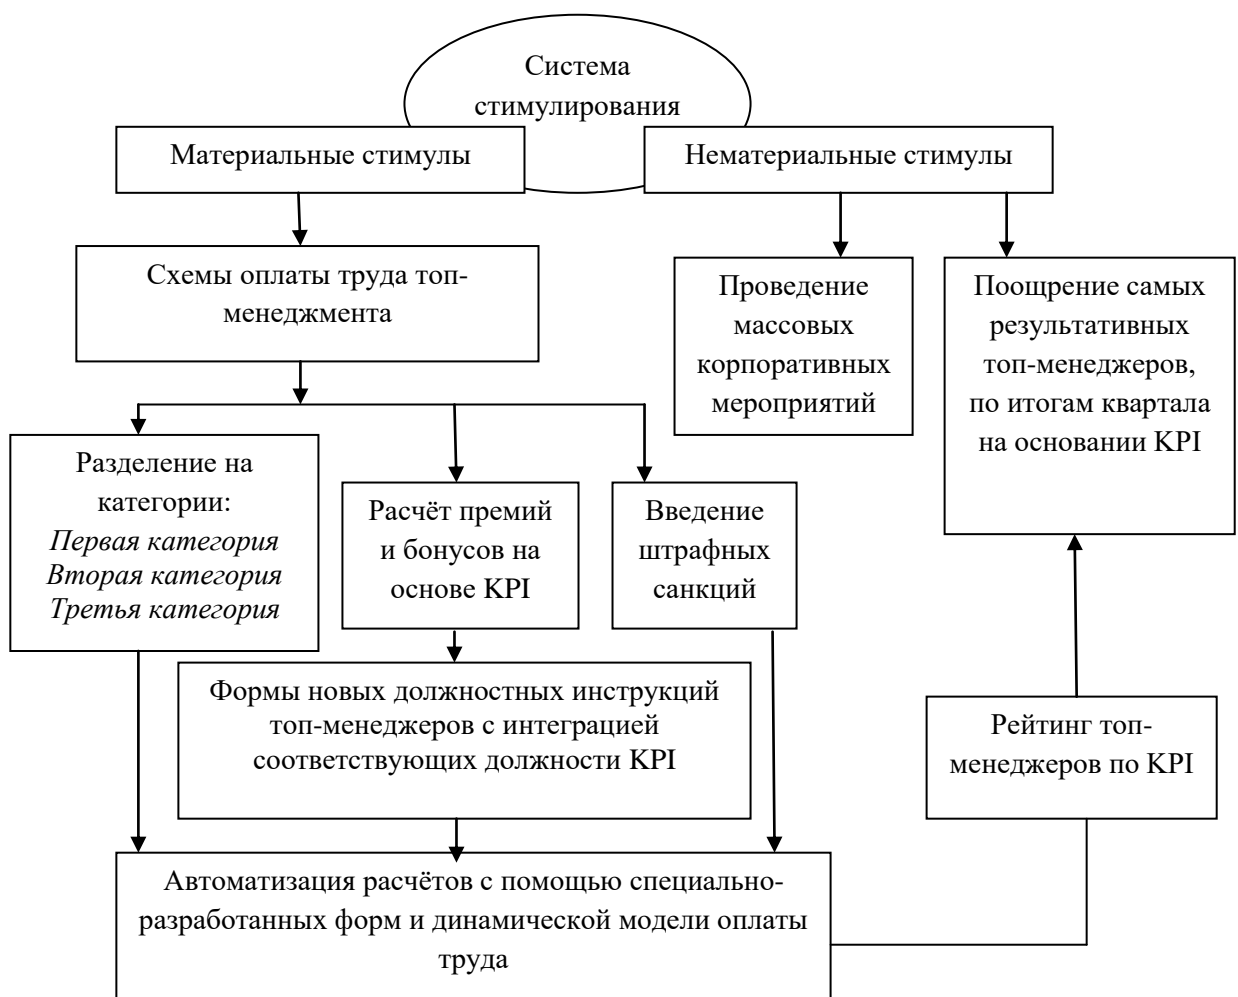 Система
стимулирования
Материальные стимулы
Нематериальные стимулы
Схемы оплаты труда топ-
менеджмента
Проведение
массовых
корпоративных
мероприятий
Поощрение самых
результативных
топ-менеджеров,
по итогам квартала
на основании KPI
Разделение на
категории:
Первая категория
Вторая категория
Третья категория
Расчёт премий
и бонусов на
основе KPI
Введение
штрафных
санкций
Формы новых должностных инструкций
топ-менеджеров с интеграцией
соответствующих должности KPI
Рейтинг топ-
менеджеров по KPI
Автоматизация расчётов с помощью специально-
разработанных форм и динамической модели оплаты
труда